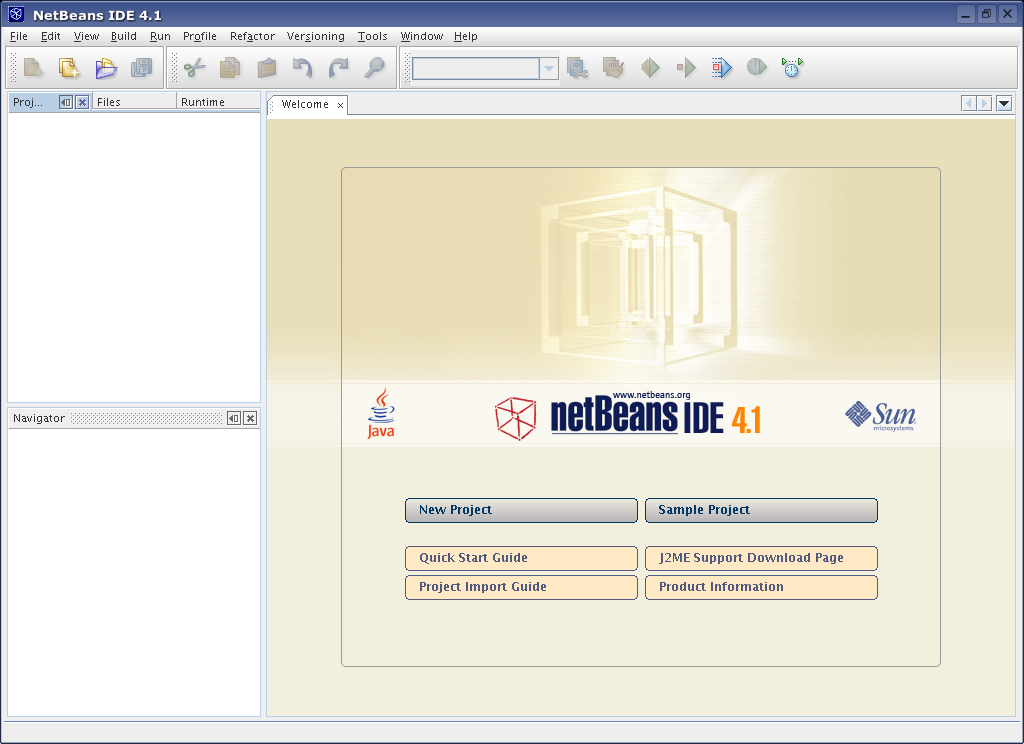 NetBeans IDE 4.1
File Edit View Build Run Profile Refactor Versioning Tools Window Help
Proj... Files Runtime
Welcome
Navigator
Java
www.netbeans.org
netBeans IDE 4.1
Sun
microsystems
New Project Sample Project
Quick Start Guide J2ME Support Download Page
Project Import Guide Product Information